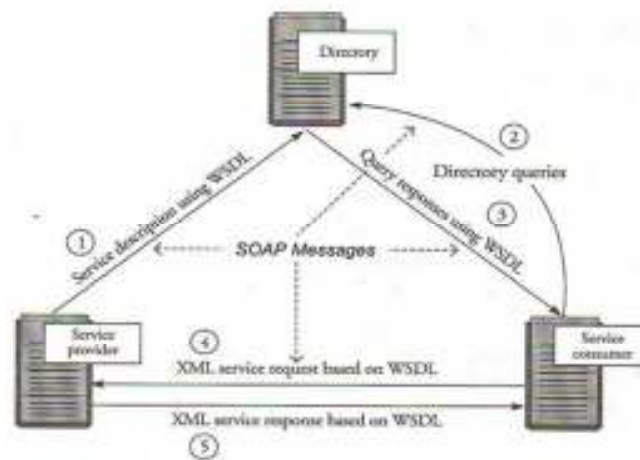 Directory
2
Directory queries
Service description using WSDL
1
Query responses using WSDL
3
SOAP Messages
Service
provider
Service
consumer
4
XML service request based on WSDL
XML service response based on WSDL
5